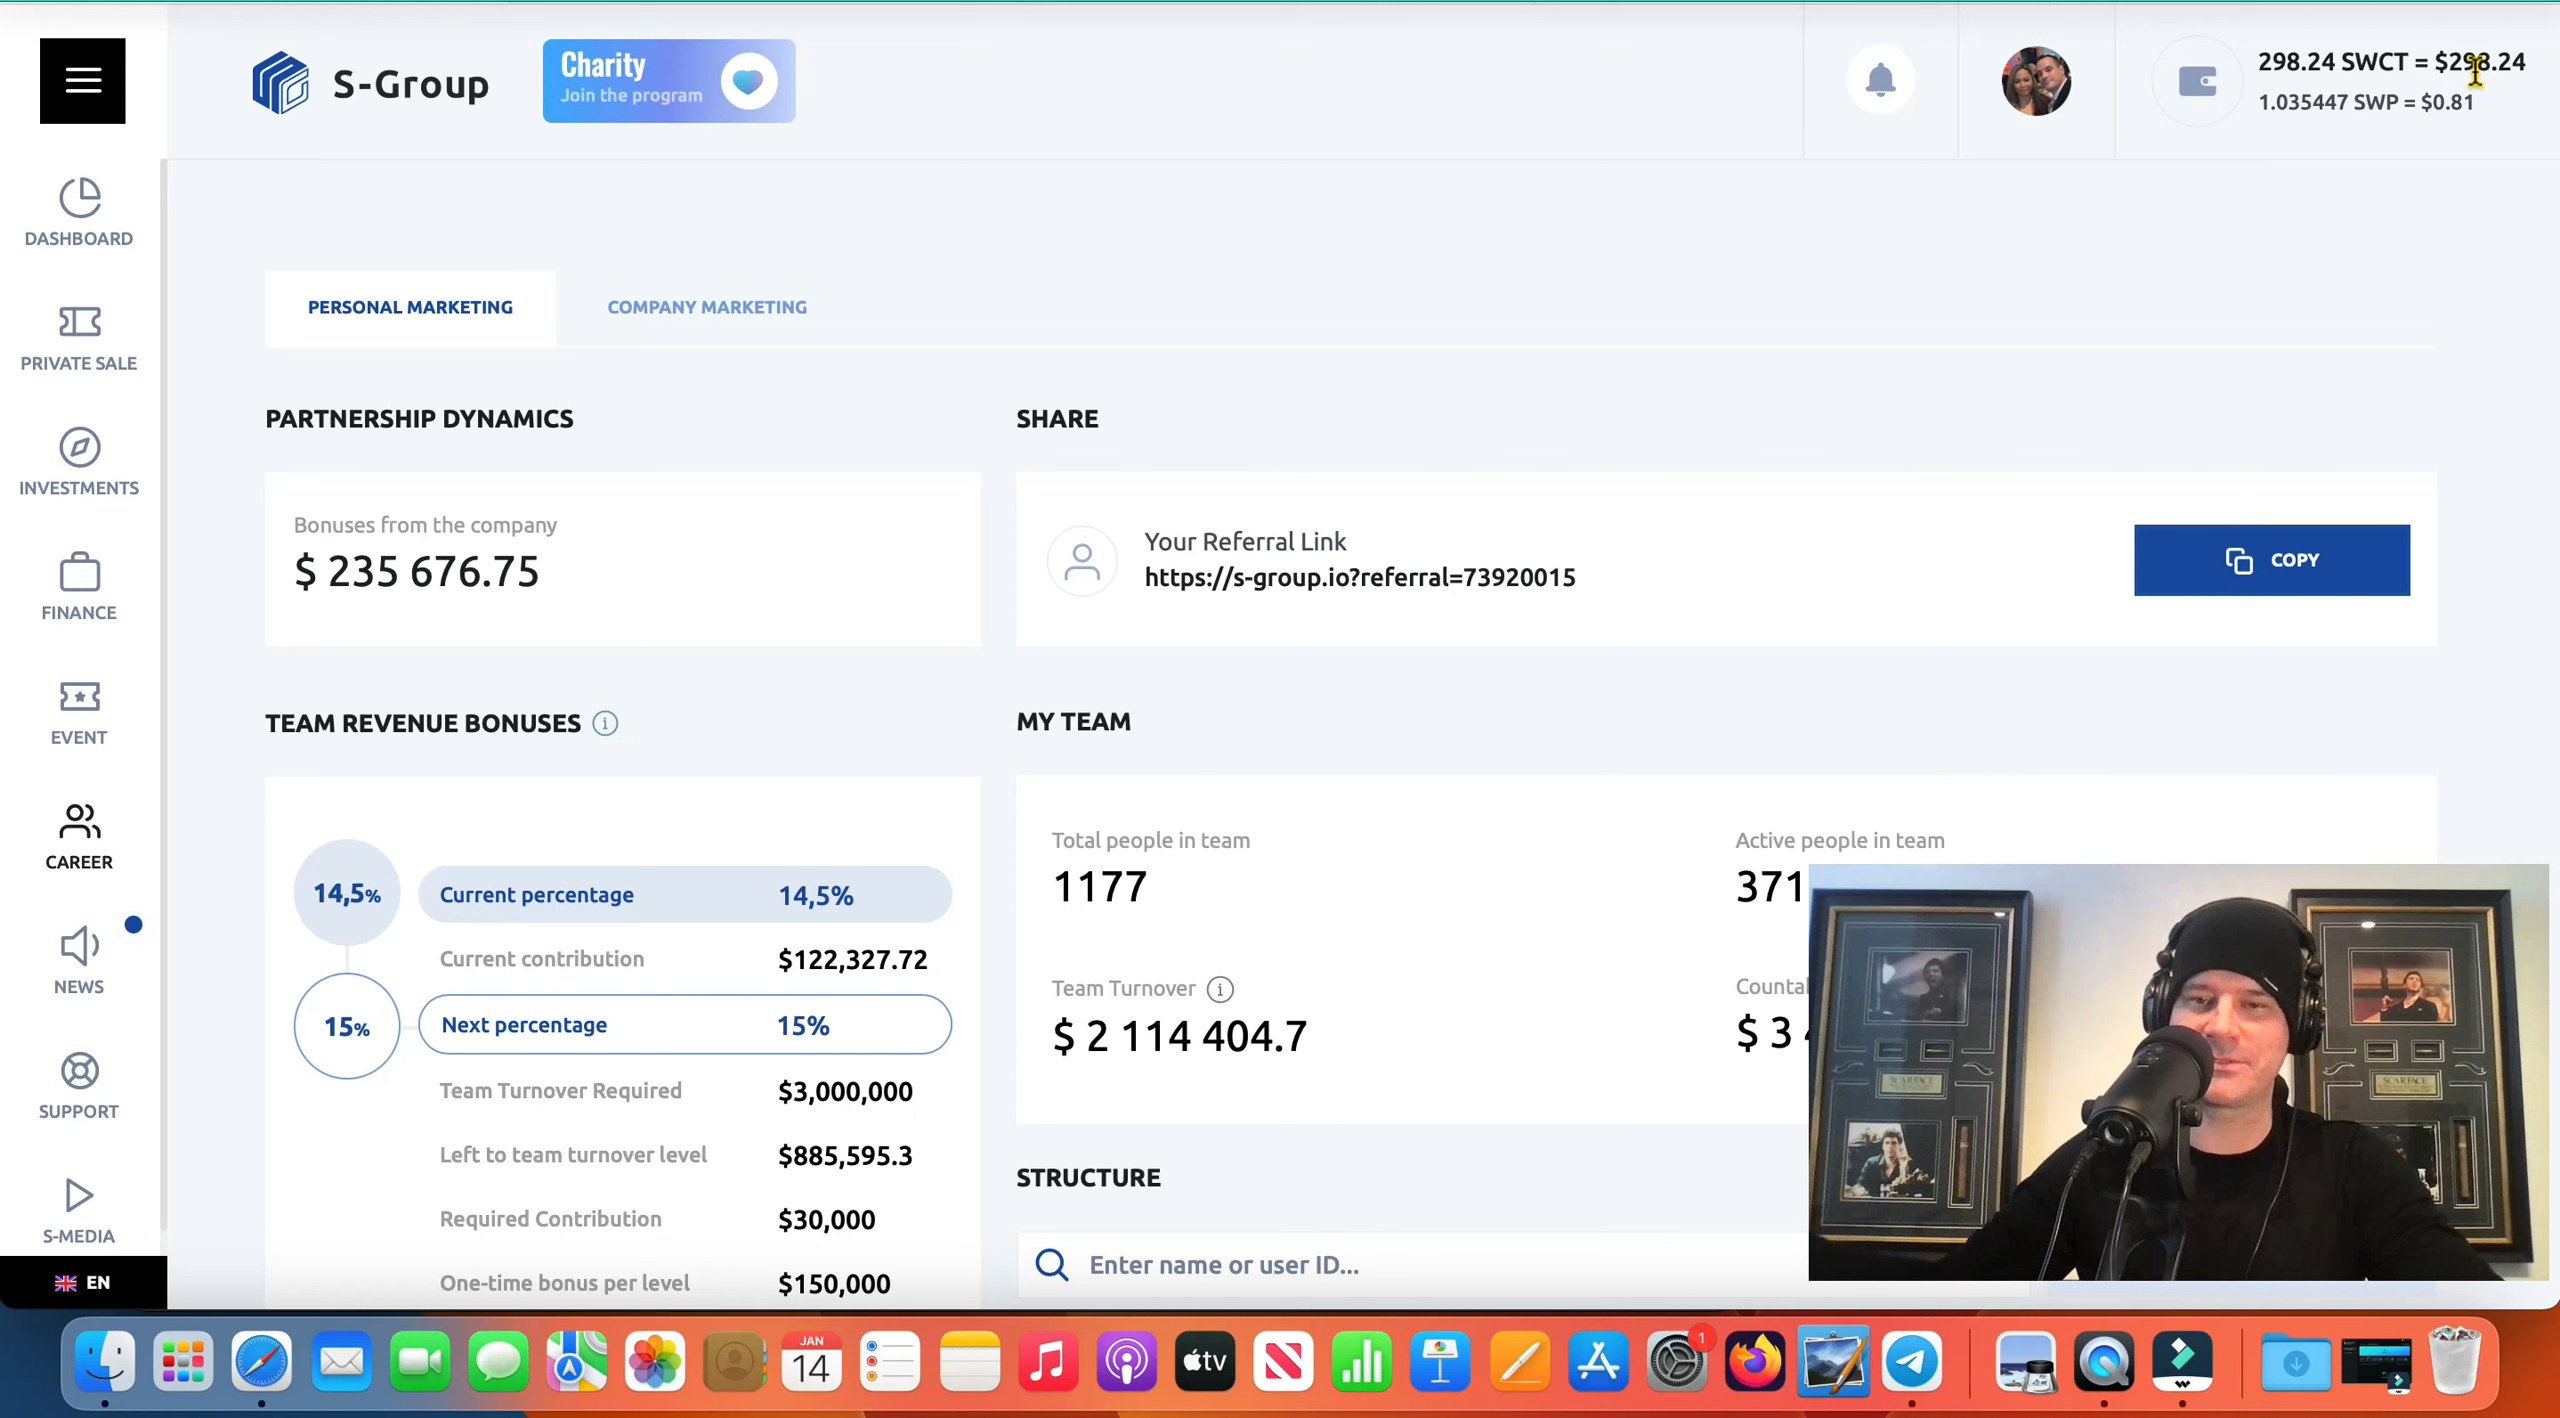 S-Group
Charity
Join the program
298.24 SWCT = $298.24
1.035447 SWP = $0.81
DASHBOARD
PRIVATE SALE
INVESTMENTS
FINANCE
EVENT
CAREER
NEWS
SUPPORT
S-MEDIA
EN
PERSONAL MARKETING
COMPANY MARKETING
PARTNERSHIP DYNAMICS
Bonuses from the company
$ 235 676.75
SHARE
Your Referral Link
https://s-group.io?referral=73920015
COPY
TEAM REVENUE BONUSES
14,5%
Current percentage 14,5%
Current contribution $122,327.72
15%
Next percentage 15%
Team Turnover Required $3,000,000
Left to team turnover level $885,595.3
Required Contribution $30,000
One-time bonus per level $150,000
MY TEAM
Total people in team
1177
Active people in team
371
Team Turnover
$ 2 114 404.7
$ 3
STRUCTURE
Enter name or user ID...
SCARFACE
SCARFACE
JAN
14
tv
1